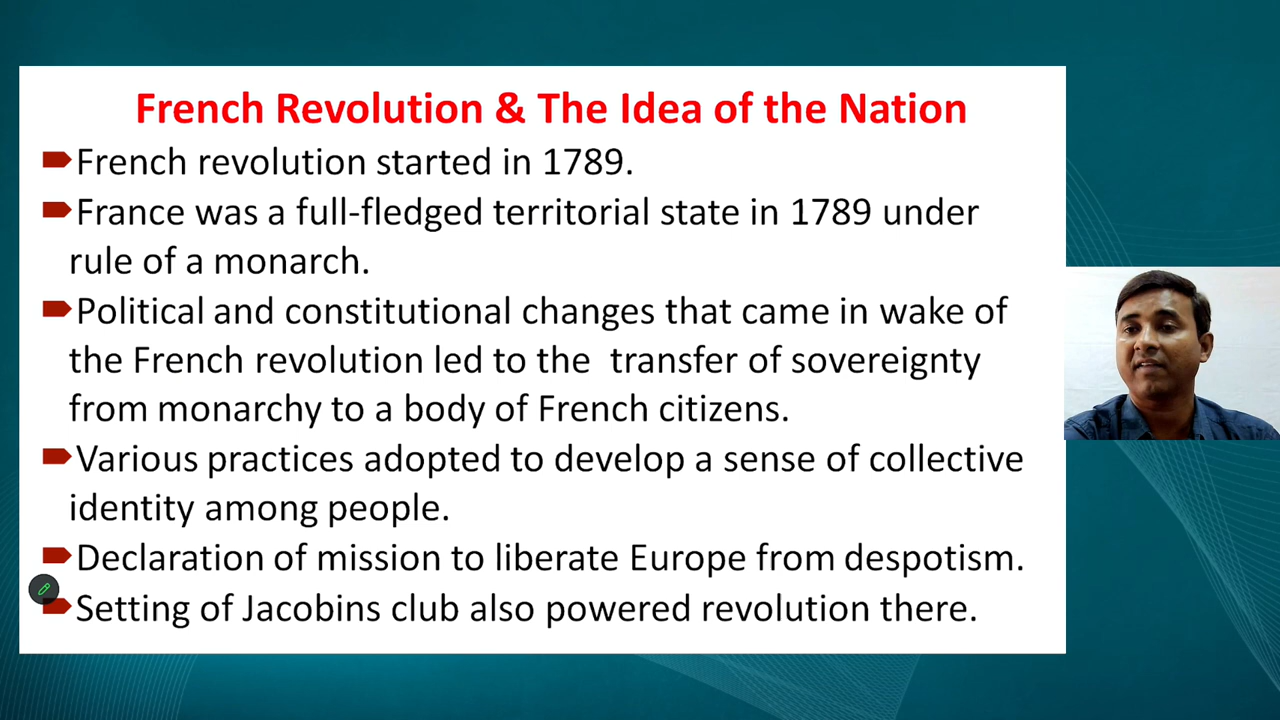 French Revolution & The Idea of the Nation
French revolution started in 1789.
France was a full-fledged territorial state in 1789 under
rule of a monarch.
Political and constitutional changes that came in wake of
the French revolution led to the  transfer of sovereignty
from monarchy to a body of French citizens.
Various practices adopted to develop a sense of collective
identity among people.
Declaration of mission to liberate Europe from despotism.
Setting of Jacobins club also powered revolution there.